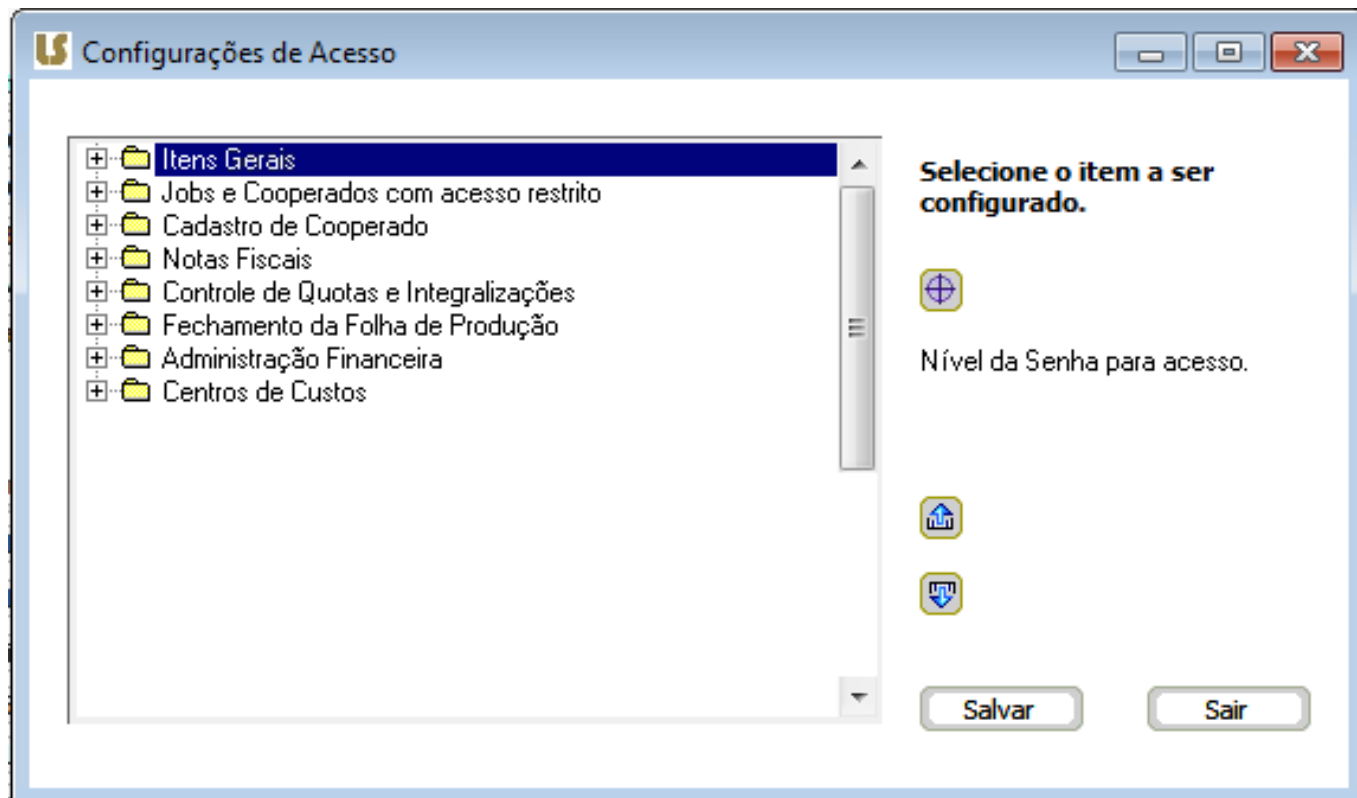 LS Configurações de Acesso
Itens Gerais
Jobs e Cooperados com acesso restrito
Cadastro de Cooperado
Notas Fiscais
Controle de Quotas e Integralizações
Fechamento da Folha de Produção
Administração Financeira
Centros de Custos
Selecione o item a ser
configurado.
Nível da Senha para acesso.
Salvar
Sair